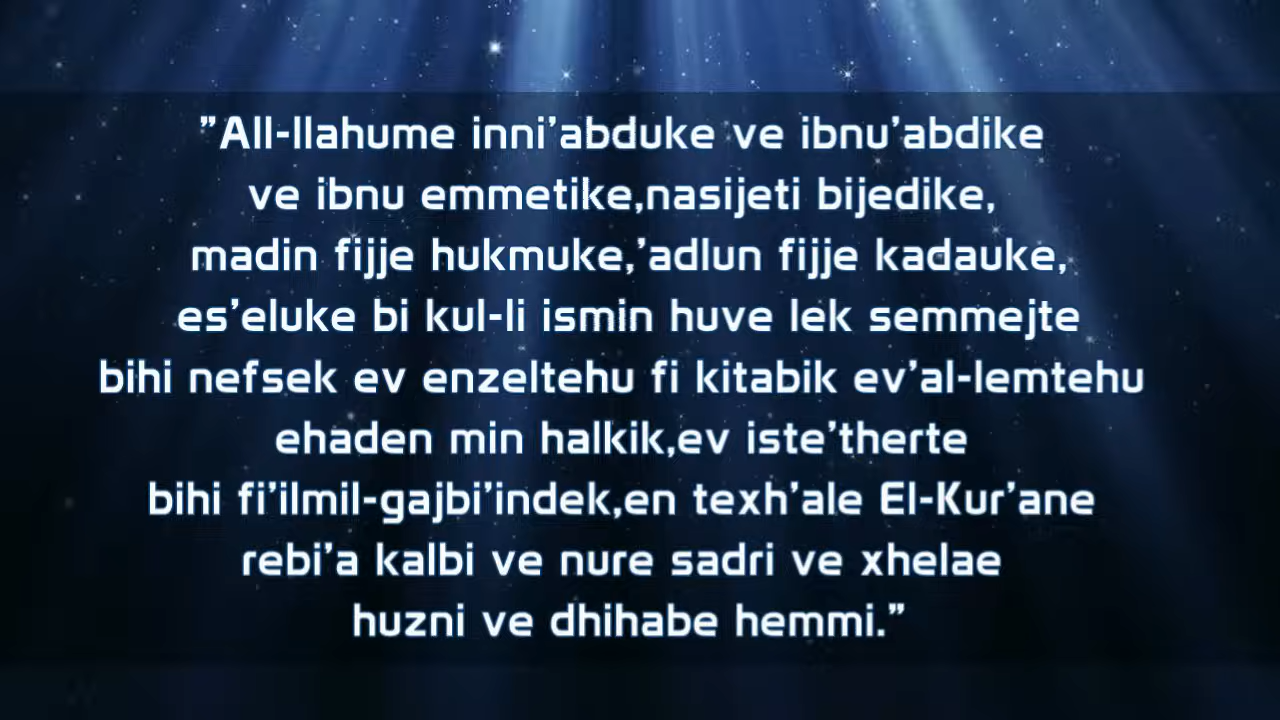 "All-llahume inni'abduke ve ibnu'abdike
ve ibnu emmetike,nasijeti bijedike,
madin fijje hukmuke,'adlun fijje kadauke,
es'eluke bi kul-li ismin huve lek semmejte
bihi nefsek ev enzeltehu fi kitabik ev'al-lemtehu
ehaden min halkik,ev iste'therte
bihi fi'ilmil-gajbi'indek,en texh'ale El-Kur'ane
rebi'a kalbi ve nure sadri ve xhelae
huzni ve dhihabe hemmi."